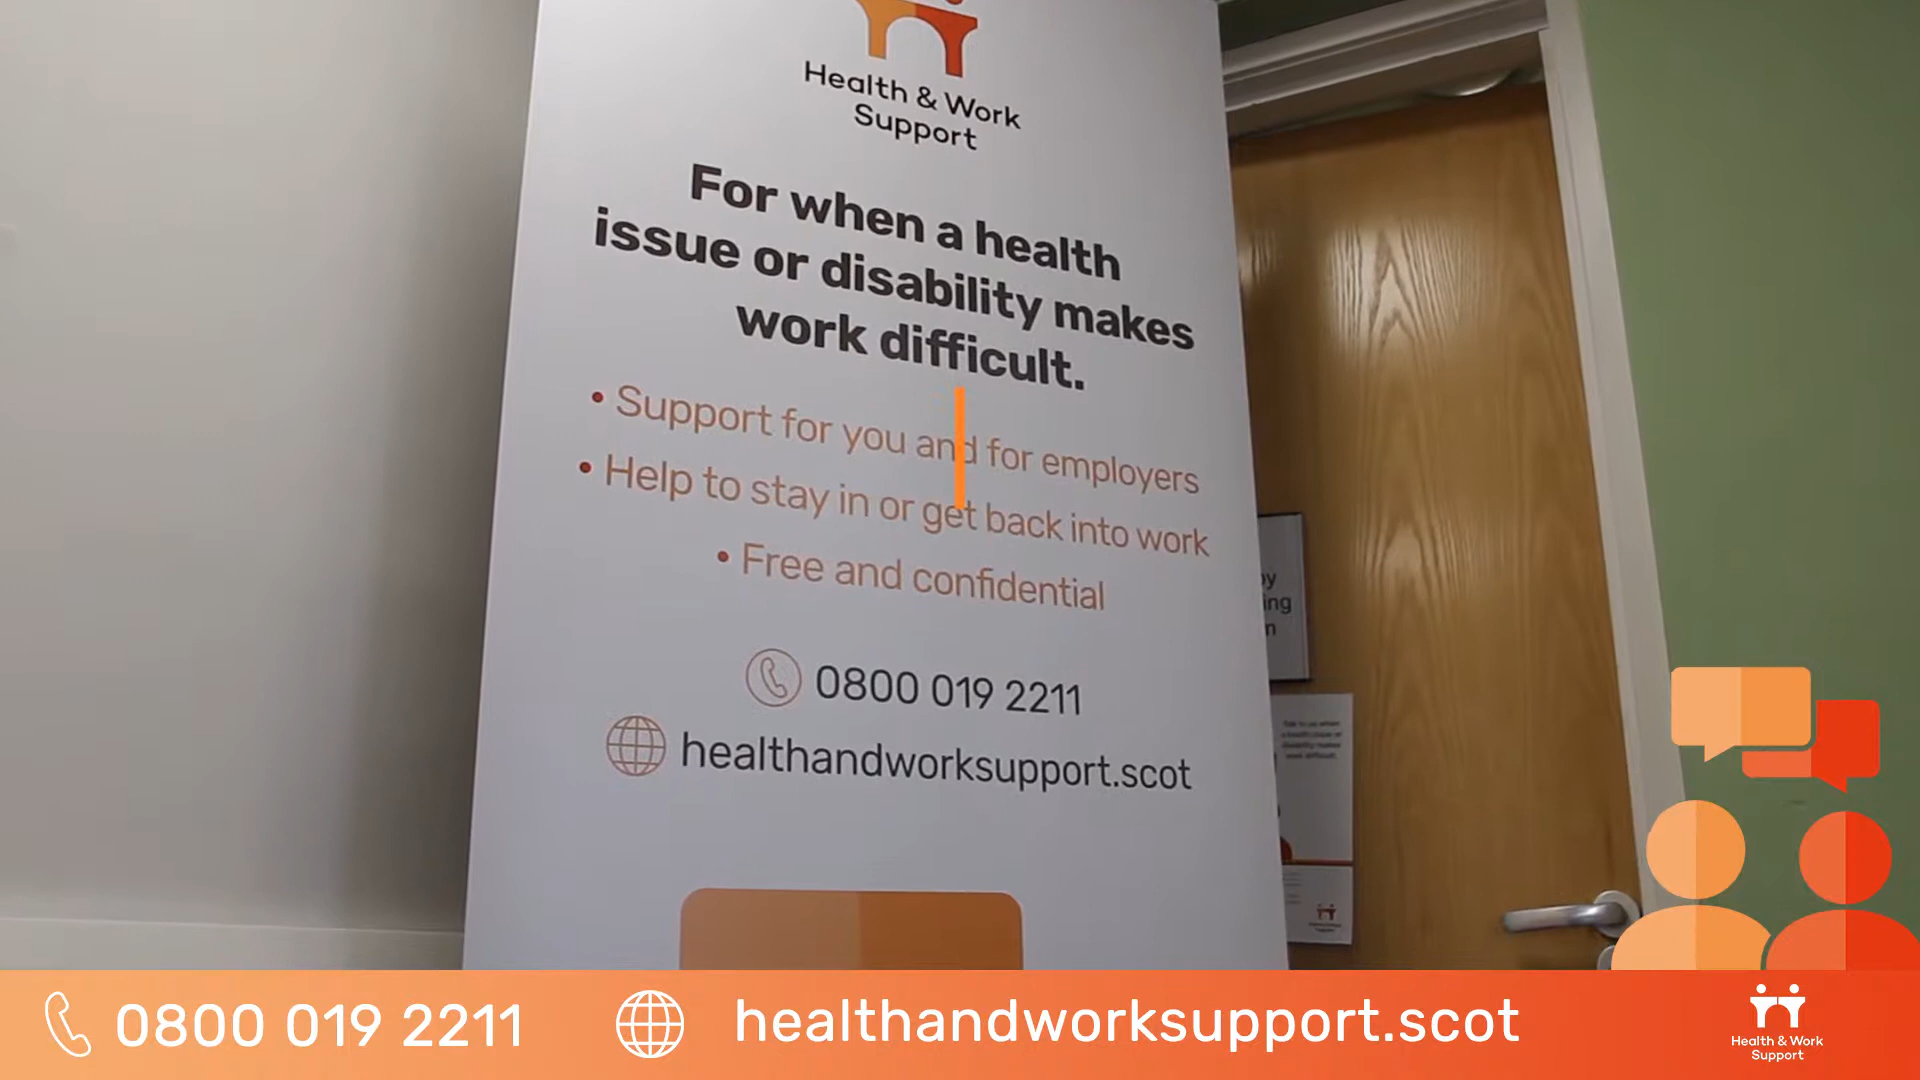 Health & Work
Support
For when a health
issue or disability makes
work difficult.
• Support for you and for employers
• Help to stay in or get back into work
• Free and confidential
0800 019 2211
healthandworksupport.scot
ing
0800 019 2211
healthandworksupport.scot
Health & Work
Support